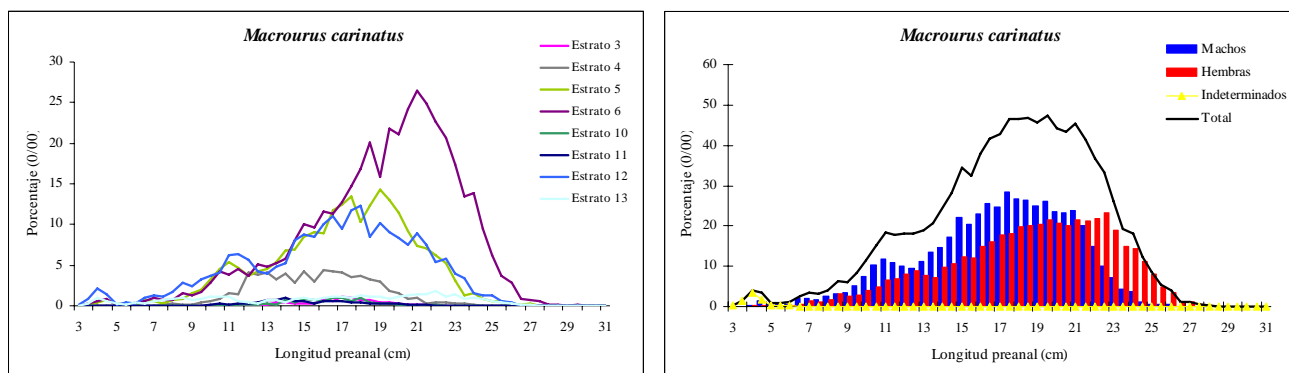 Macrourus carinatus
Estrato 3
Estrato 4
Estrato 5
Estrato 6
Estrato 10
Estrato 11
Estrato 12
Estrato 13
Porcentaje (0/00)
30
25
20
15
10
5
0
3 5 7 9 11 13 15 17 19 21 23 25 27 29 31
Longitud preanal (cm)
Macrourus carinatus
Machos
Hembras
Indeterminados
Total
Porcentaje (0/00)
60
50
40
30
20
10
0
3 5 7 9 11 13 15 17 19 21 23 25 27 29 31
Longitud preanal (cm)